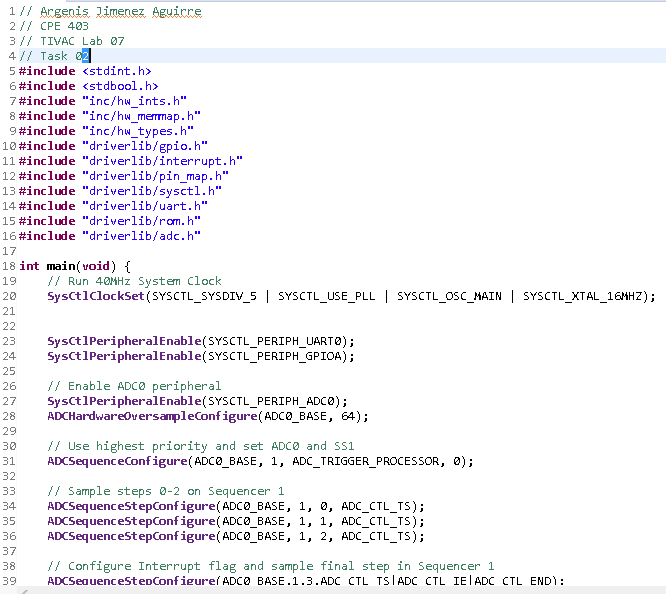 1 // Argenis Jimenez Aguirre
2 // CPE 403
3 // TIVAC Lab 07
4 // Task 02
5 #include <stdint.h>
6 #include <stdbool.h>
7 #include "inc/hw_ints.h"
8 #include "inc/hw_memmap.h"
9 #include "inc/hw_types.h"
10 #include "driverlib/gpio.h"
11 #include "driverlib/interrupt.h"
12 #include "driverlib/pin_map.h"
13 #include "driverlib/sysctl.h"
14 #include "driverlib/uart.h"
15 #include "driverlib/rom.h"
16 #include "driverlib/adc.h"
17
18 int main(void) {
19     // Run 40MHz System Clock
20     SysCtlClockSet(SYSCTL_SYSDIV_5 | SYSCTL_USE_PLL | SYSCTL_OSC_MAIN | SYSCTL_XTAL_16MHZ);
21
22
23     SysCtlPeripheralEnable(SYSCTL_PERIPH_UART0);
24     SysCtlPeripheralEnable(SYSCTL_PERIPH_GPIOA);
25
26     // Enable ADC0 peripheral
27     SysCtlPeripheralEnable(SYSCTL_PERIPH_ADC0);
28     ADCHardwareOversampleConfigure(ADC0_BASE, 64);
29
30     // Use highest priority and set ADC0 and SS1
31     ADCSequenceConfigure(ADC0_BASE, 1, ADC_TRIGGER_PROCESSOR, 0);
32
33     // Sample steps 0-2 on Sequencer 1
34     ADCSequenceStepConfigure(ADC0_BASE, 1, 0, ADC_CTL_TS);
35     ADCSequenceStepConfigure(ADC0_BASE, 1, 1, ADC_CTL_TS);
36     ADCSequenceStepConfigure(ADC0_BASE, 1, 2, ADC_CTL_TS);
37
38     // Configure Interrupt flag and sample final step in Sequencer 1
39     ADCSequenceStepConfigure(ADC0_BASE,1,3,ADC_CTL_TS|ADC_CTL_IE|ADC_CTL_END);